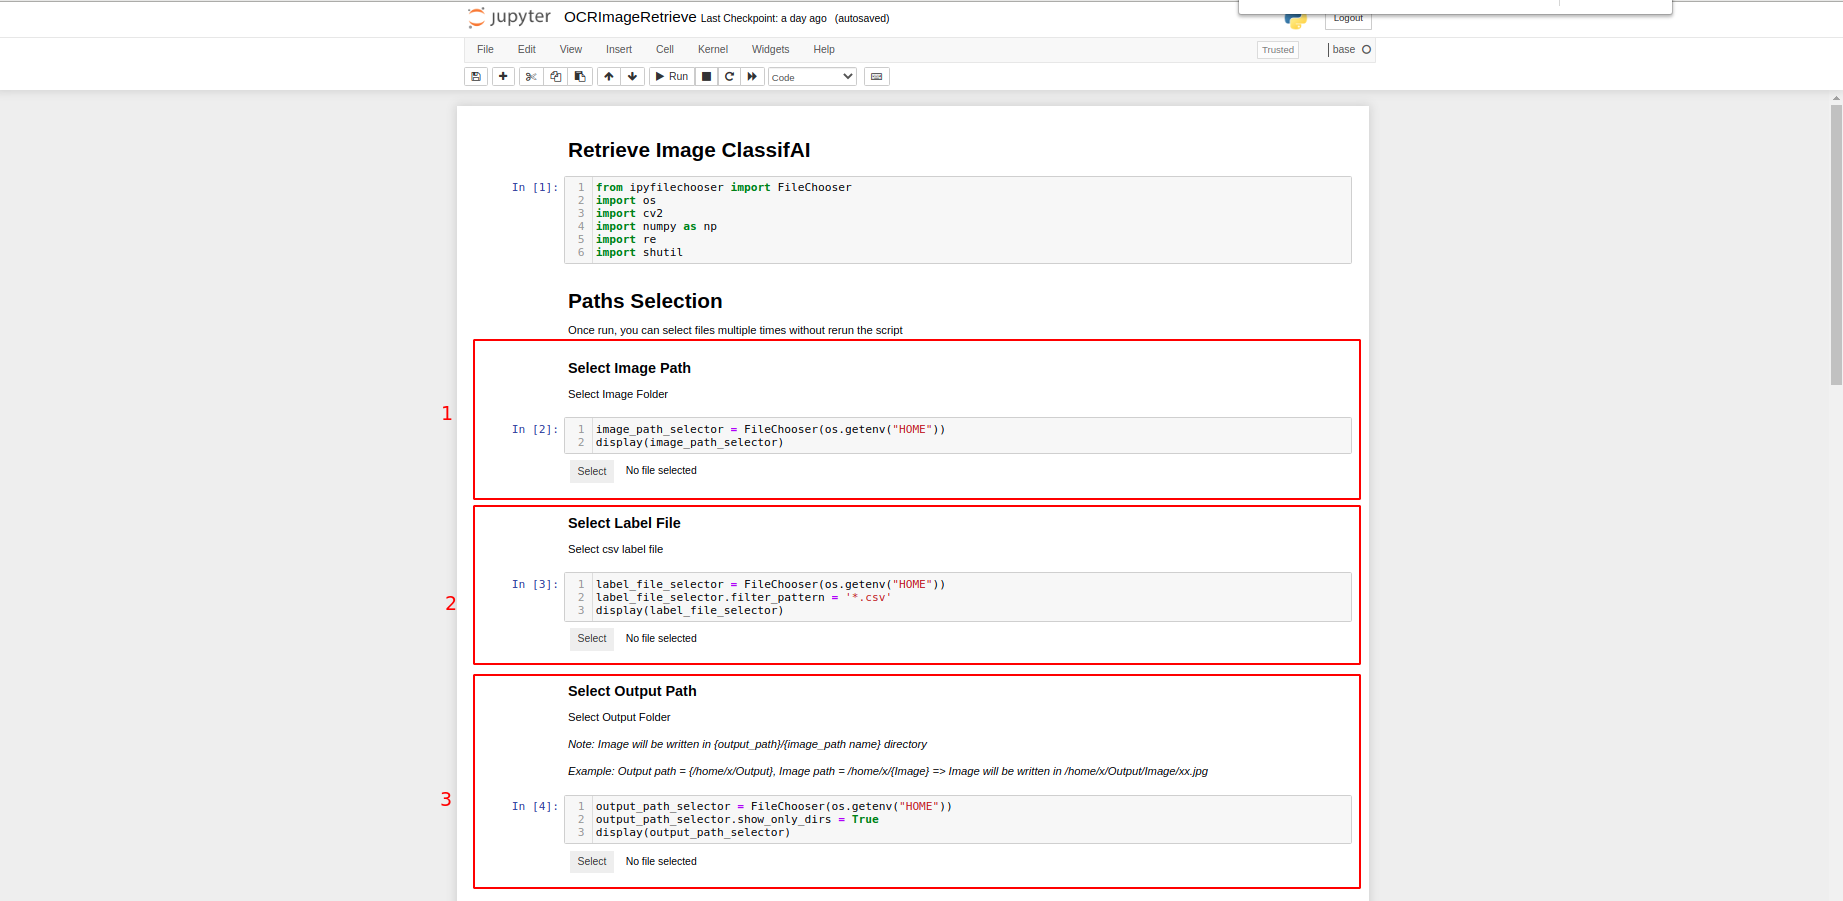 jupyter OCRImageRetrieve Last Checkpoint: a day ago (autosaved)
Logout
File Edit View Insert Cell Kernel Widgets Help
Trusted base
Run Code
Retrieve Image ClassifAI
In [1]:
1 from ipyfilechooser import FileChooser
2 import os
3 import cv2
4 import numpy as np
5 import re
6 import shutil
Paths Selection
Once run, you can select files multiple times without rerun the script
1
Select Image Path
Select Image Folder
In [2]:
1 image_path_selector = FileChooser(os.getenv("HOME"))
2 display(image_path_selector)
Select No file selected
2
Select Label File
Select csv label file
In [3]:
1 label_file_selector = FileChooser(os.getenv("HOME"))
2 label_file_selector.filter_pattern = '*.csv'
3 display(label_file_selector)
Select No file selected
3
Select Output Path
Select Output Folder
Note: Image will be written in {output_path}/{image_path name} directory
Example: Output path = {/home/x/Output}, Image path = /home/x/{Image} => Image will be written in /home/x/Output/Image/xx.jpg
In [4]:
1 output_path_selector = FileChooser(os.getenv("HOME"))
2 output_path_selector.show_only_dirs = True
3 display(output_path_selector)
Select No file selected